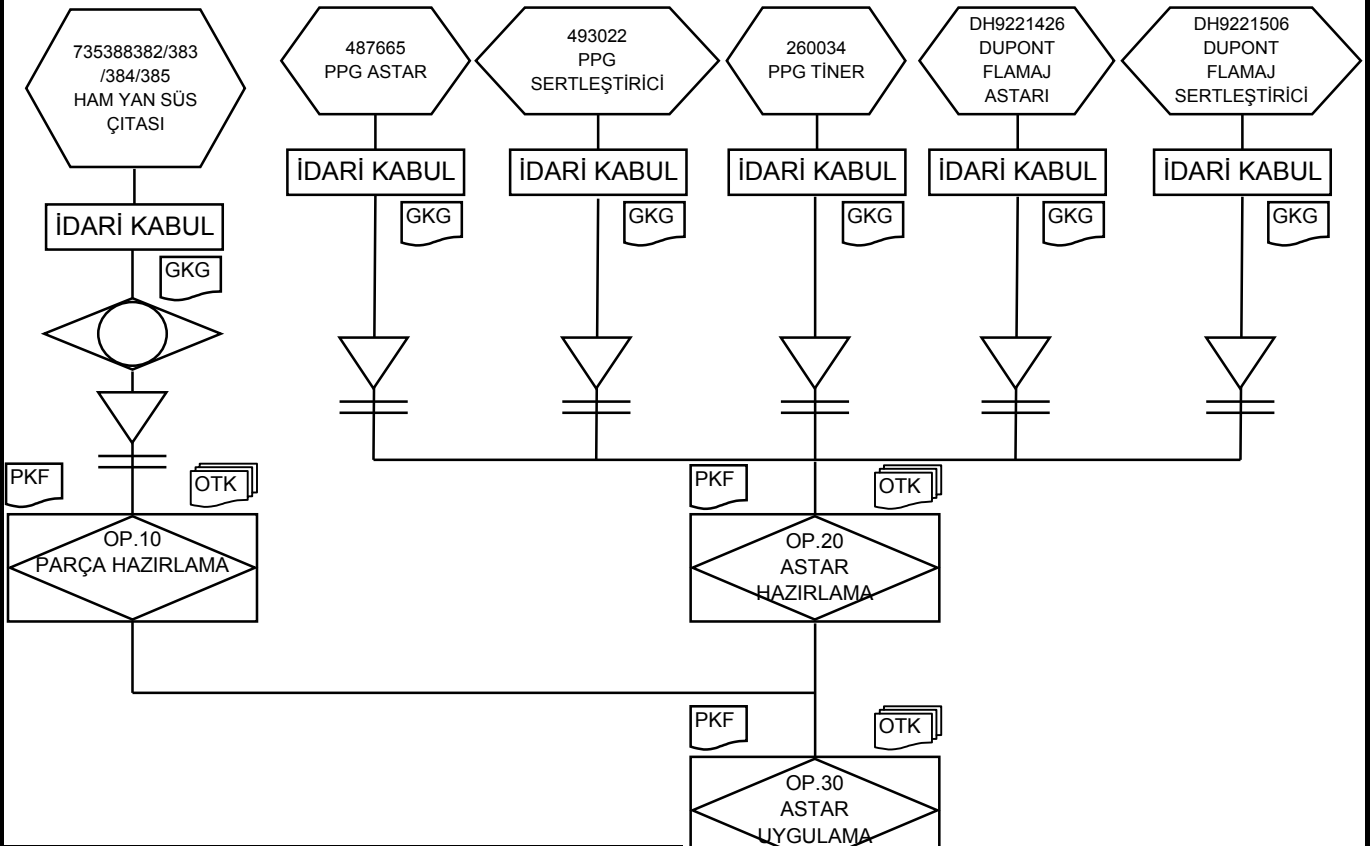 735388382/383
/384/385
HAM YAN SÜS
ÇITASI
487665
PPG ASTAR
493022
PPG
SERTLEŞTİRİCİ
260034
PPG TİNER
DH9221426
DUPONT
FLAMAJ
ASTARI
DH9221506
DUPONT
FLAMAJ
SERTLEŞTİRİCİ
İDARİ KABUL
İDARİ KABUL
İDARİ KABUL
İDARİ KABUL
İDARİ KABUL
GKG
GKG
GKG
GKG
GKG
İDARİ KABUL
GKG
PKF
OTK
OP.10
PARÇA HAZIRLAMA
PKF
OTK
OP.20
ASTAR
HAZIRLAMA
PKF
OTK
OP.30
ASTAR
UYGULAMA